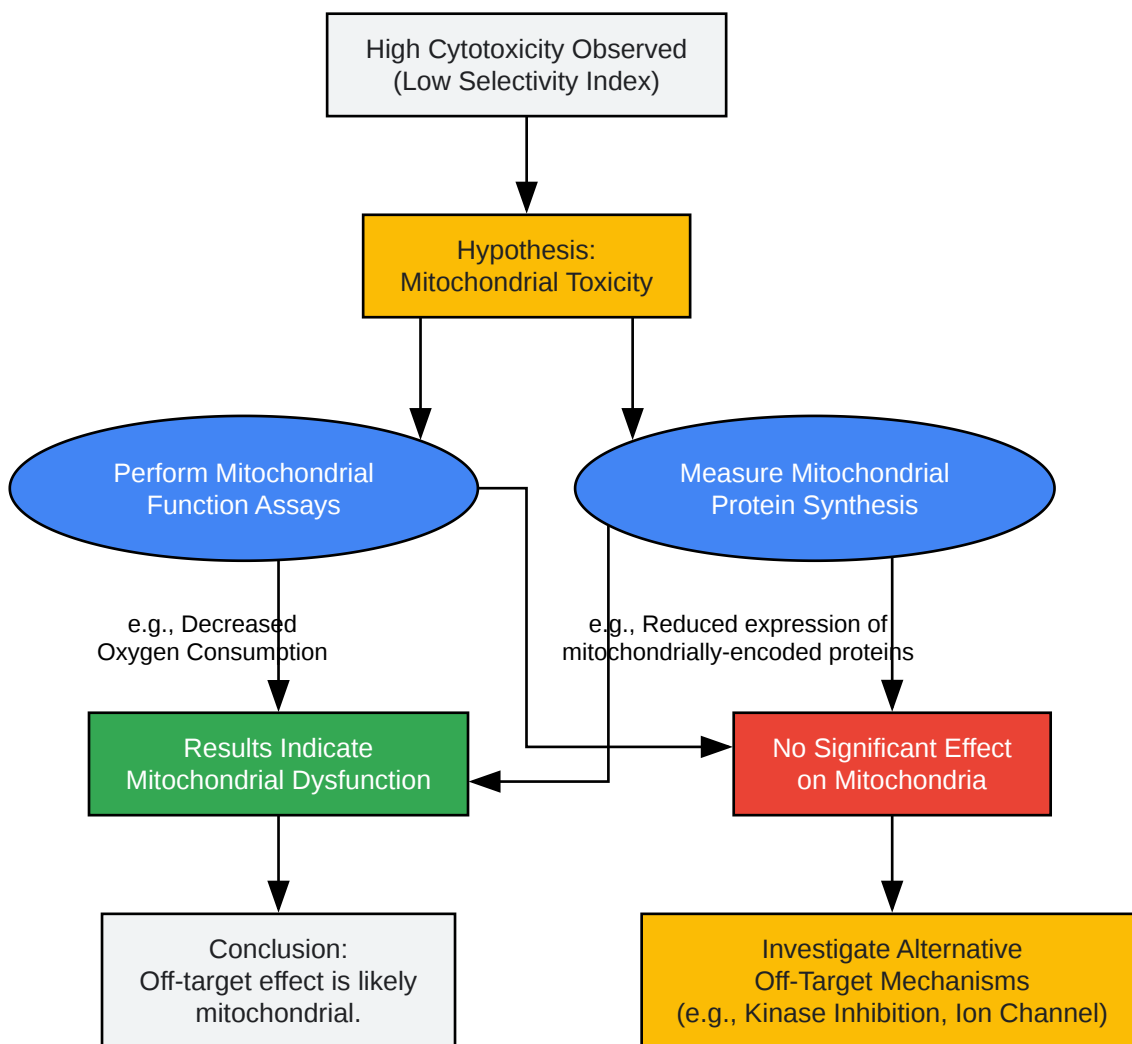 High Cytotoxicity Observed
(Low Selectivity Index)
Hypothesis:
Mitochondrial Toxicity
Perform Mitochondrial
Function Assays
Measure Mitochondrial
Protein Synthesis
e.g., Decreased
Oxygen Consumption
e.g., Reduced expression of
mitochondrially-encoded proteins
Results Indicate
Mitochondrial Dysfunction
No Significant Effect
on Mitochondria
Conclusion:
Off-target effect is likely
mitochondrial.
Investigate Alternative
Off-Target Mechanisms
(e.g., Kinase Inhibition, Ion Channel)